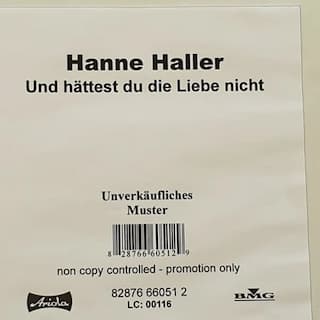 Hanne Haller
Und hättest du die Liebe nicht
Unverkäufliches
Muster
8 28766 60512 9
non copy controlled - promotion only
Ariola
82876 66051 2
LC: 00116
BMG